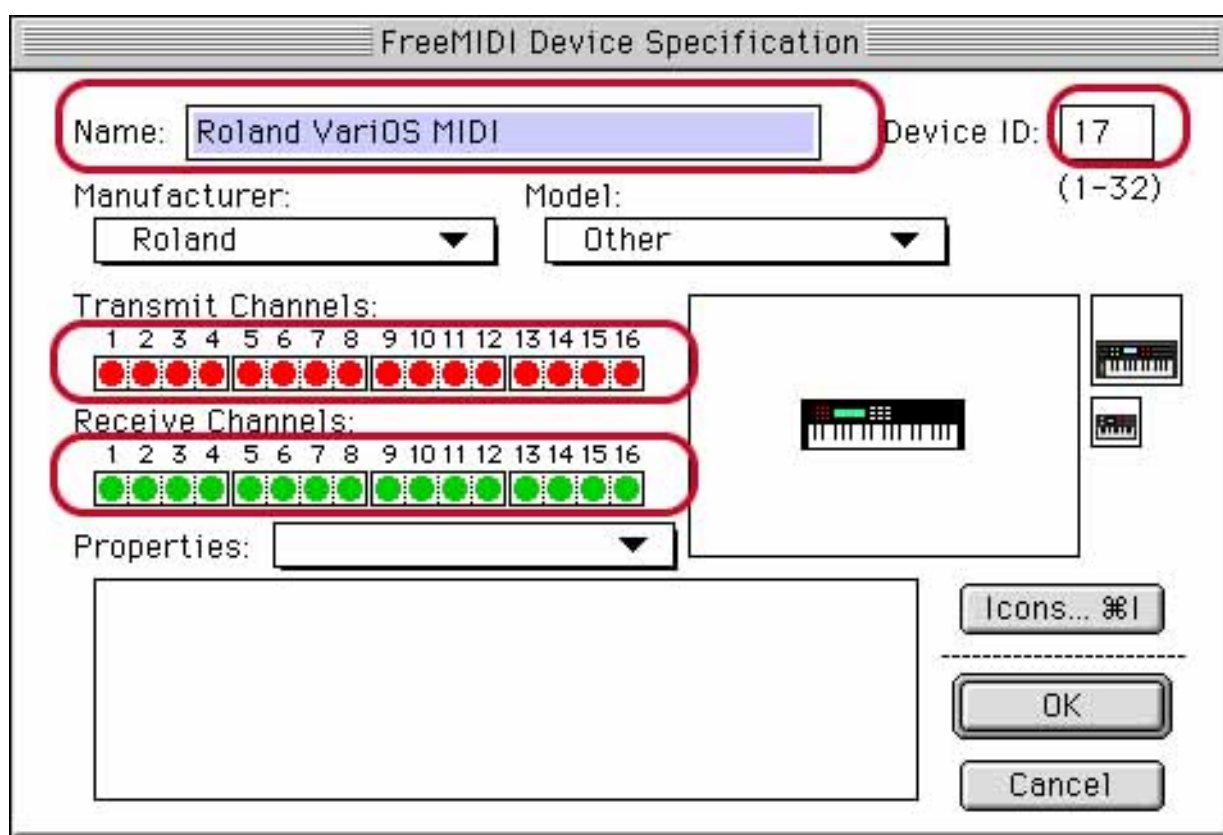 FreeMIDI Device Specification
Name: Roland VariOS MIDI Device ID: 17
(1-32)
Manufacturer: Model:
Roland Other
Transmit Channels:
1 2 3 4 5 6 7 8 9 10 11 12 13 14 15 16
Receive Channels:
1 2 3 4 5 6 7 8 9 10 11 12 13 14 15 16
Properties:
Icons... ⌘I
OK
Cancel